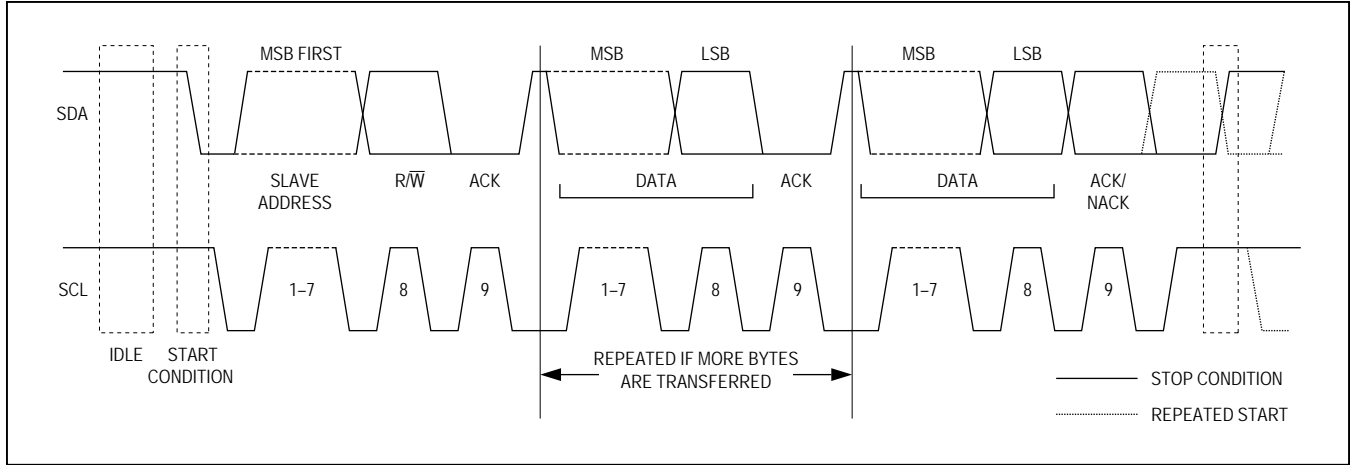 MSB FIRST
MSB
LSB
MSB
LSB
SDA
SLAVE
ADDRESS
R/W̅
ACK
DATA
ACK
DATA
ACK/
NACK
SCL
1–7
8
9
1–7
8
9
1–7
8
9
IDLE
START
CONDITION
REPEATED IF MORE BYTES
ARE TRANSFERRED
STOP CONDITION
REPEATED START